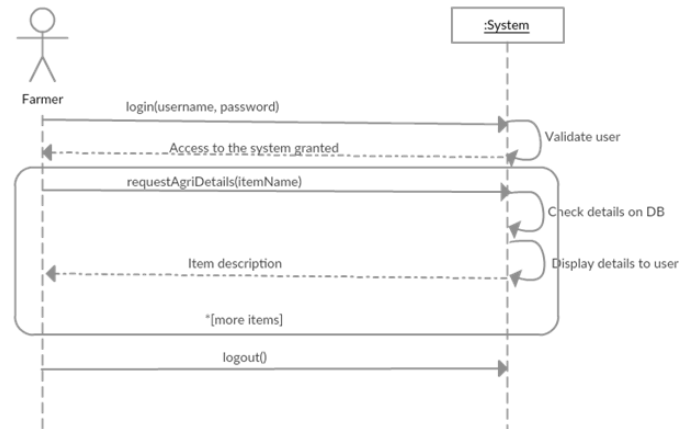 :System
Farmer
login(username, password)
Validate user
Access to the system granted
requestAgriDetails(itemName)
Check details on DB
Item description
Display details to user
*[more items]
logout()